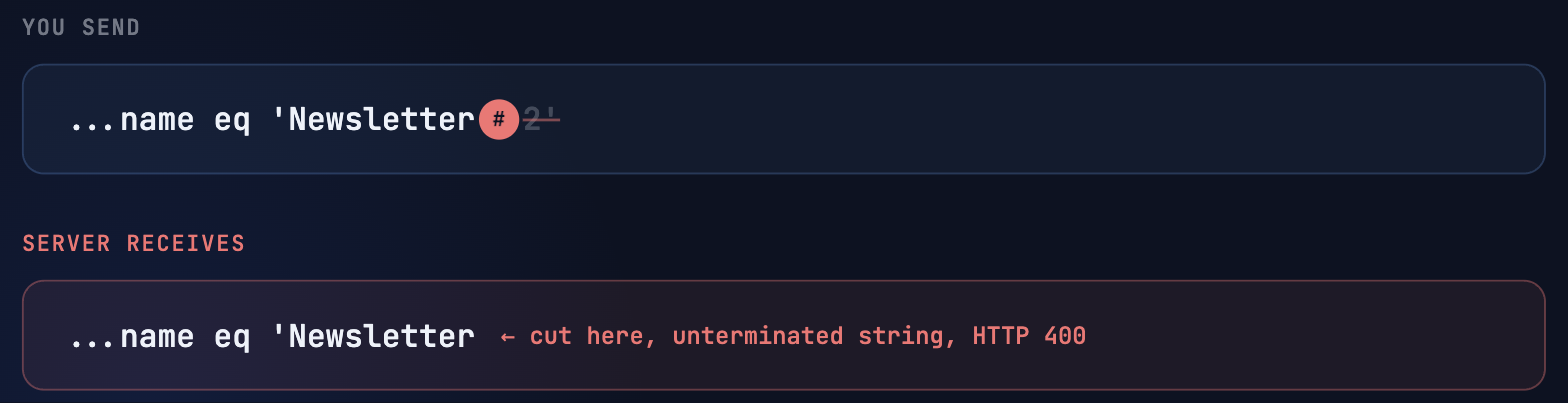 YOU SEND
...name eq 'Newsletter#2'
SERVER RECEIVES
...name eq 'Newsletter ← cut here, unterminated string, HTTP 400